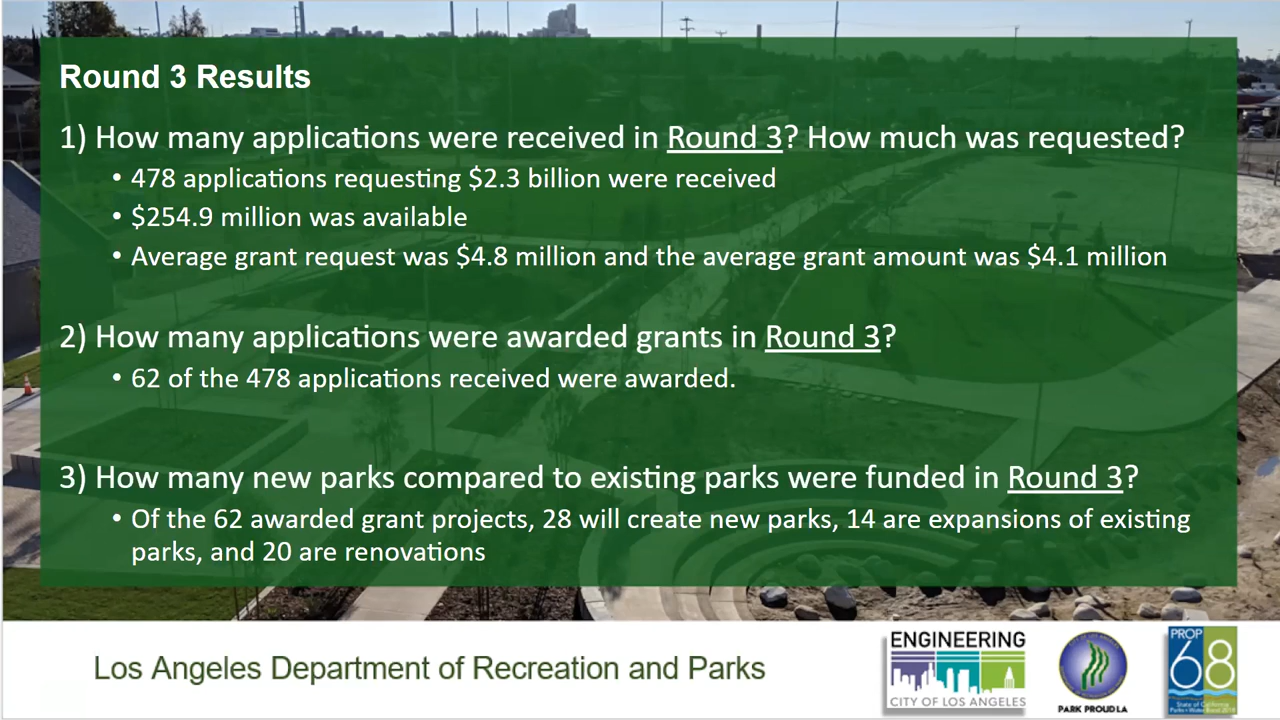 Round 3 Results
1) How many applications were received in Round 3? How much was requested?
• 478 applications requesting $2.3 billion were received
• $254.9 million was available
• Average grant request was $4.8 million and the average grant amount was $4.1 million
2) How many applications were awarded grants in Round 3?
• 62 of the 478 applications received were awarded.
3) How many new parks compared to existing parks were funded in Round 3?
• Of the 62 awarded grant projects, 28 will create new parks, 14 are expansions of existing
parks, and 20 are renovations
Los Angeles Department of Recreation and Parks
ENGINEERING
CITY OF LOS ANGELES
PARK PROUD LA
PROP
68
State of California